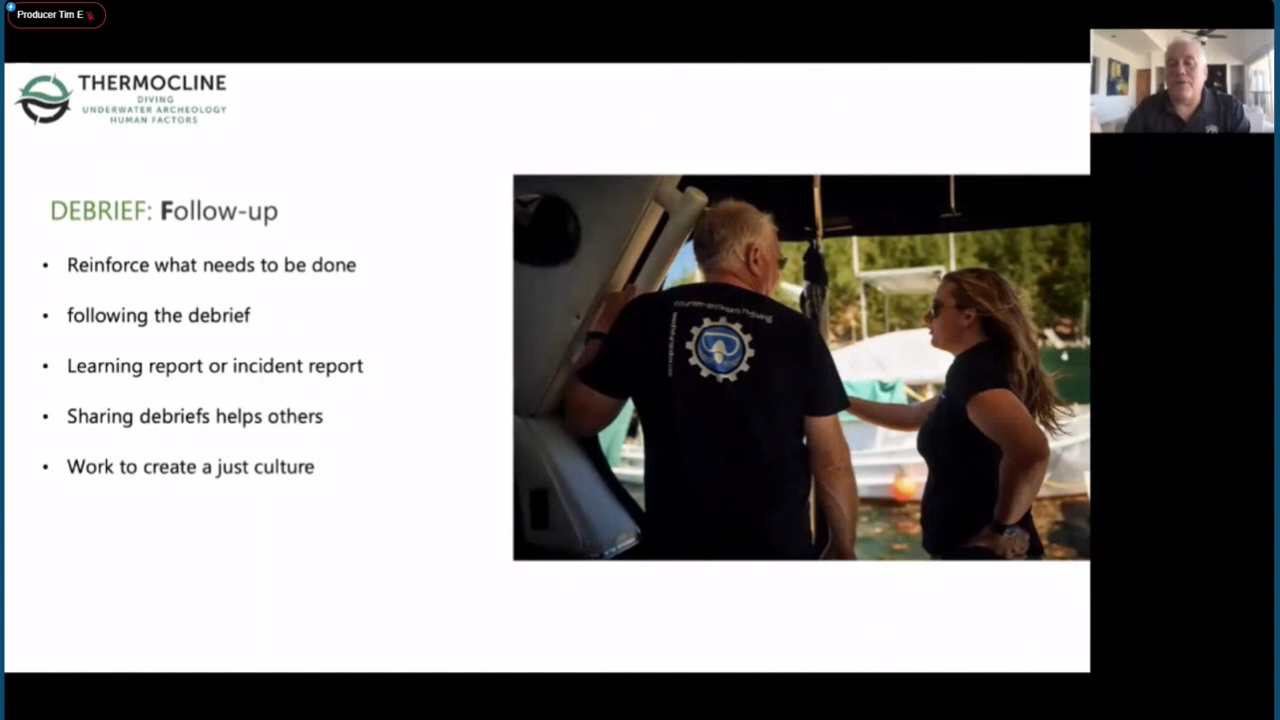 Producer Tim E
THERMOCLINE
DIVING
UNDERWATER ARCHEOLOGY
HUMAN FACTORS
DEBRIEF: Follow-up
• Reinforce what needs to be done
• following the debrief
• Learning report or incident report
• Sharing debriefs helps others
• Work to create a just culture